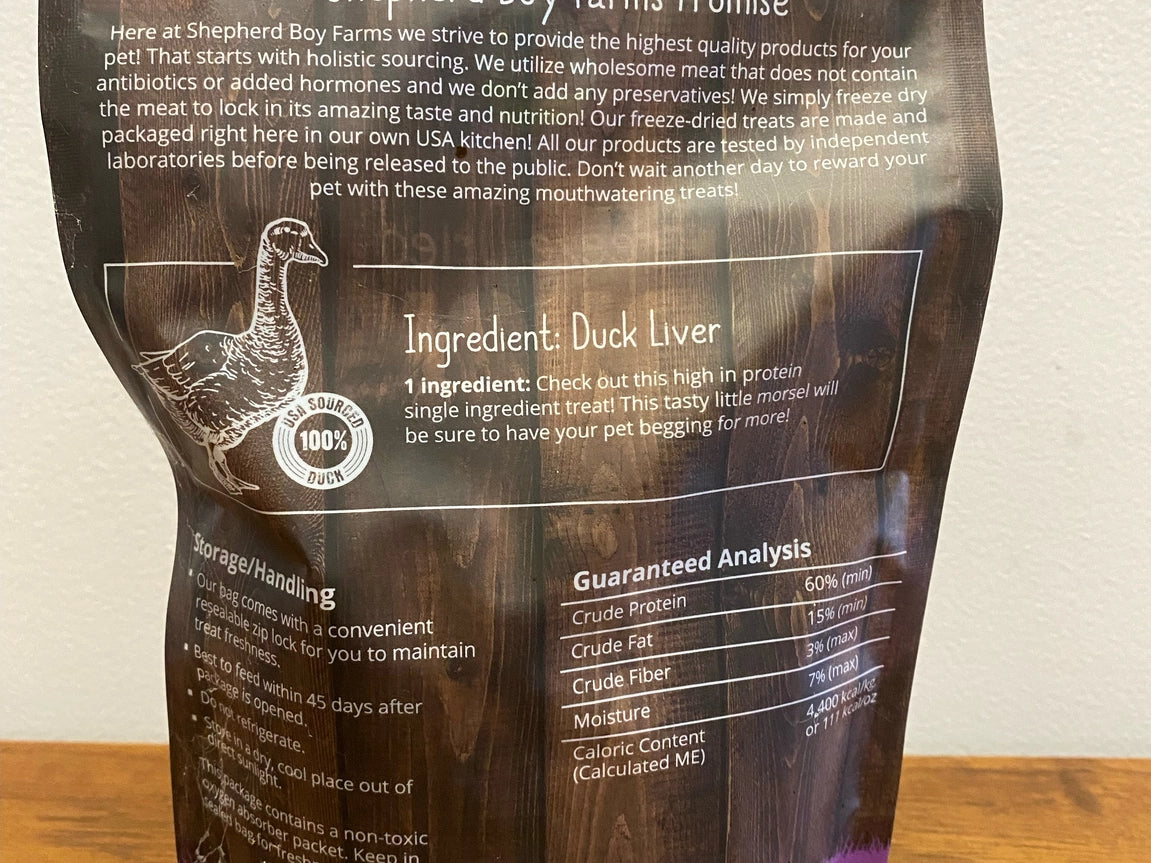 Shepherd Boy Farms Promise
Here at Shepherd Boy Farms we strive to provide the highest quality products for your
pet! That starts with holistic sourcing. We utilize wholesome meat that does not contain
antibiotics or added hormones and we don't add any preservatives! We simply freeze dry
the meat to lock in its amazing taste and nutrition! Our freeze-dried treats are made and
packaged right here in our own USA kitchen! All our products are tested by independent
laboratories before being released to the public. Don't wait another day to reward your
pet with these amazing mouthwatering treats!
Ingredient: Duck Liver
1 ingredient: Check out this high in protein
single ingredient treat! This tasty little morsel will
be sure to have your pet begging for more!
USA SOURCED
100%
DUCK
Storage/Handling
• Our bag comes with a convenient
resealable zip lock for you to maintain
treat freshness.
• Best to feed within 45 days after
package is opened.
• Do not refrigerate.
• Store in a dry, cool place out of
direct sunlight.
This package contains a non-toxic
oxygen absorber packet. Keep in
sealed bag for
Guaranteed Analysis
Crude Protein 60% (min)
Crude Fat 15% (min)
Crude Fiber 3% (max)
Moisture 7% (max)
Caloric Content 4,400 kcal/kg
(Calculated ME) or 111 kcal/oz